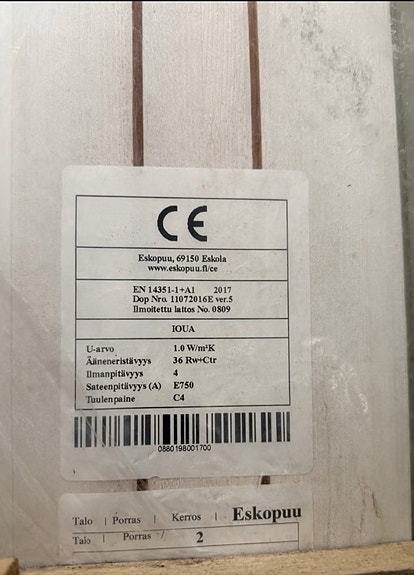 CE
Eskopuu, 69150 Eskola
www.eskopuu.fi/ce
EN 14351-1+A1 2017
Dop Nro. 11072016E ver.5
Ilmoitettu laitos No. 0809
IOUA
U-arvo 1.0 W/m²K
Ääneneristävyys 36 Rw+Ctr
Ilmanpitävyys 4
Sateenpitävyys (A) E750
Tuulenpaine C4
0880198001700
Talo | Porras | Kerros | Eskopuu
Talo | Porras / 2